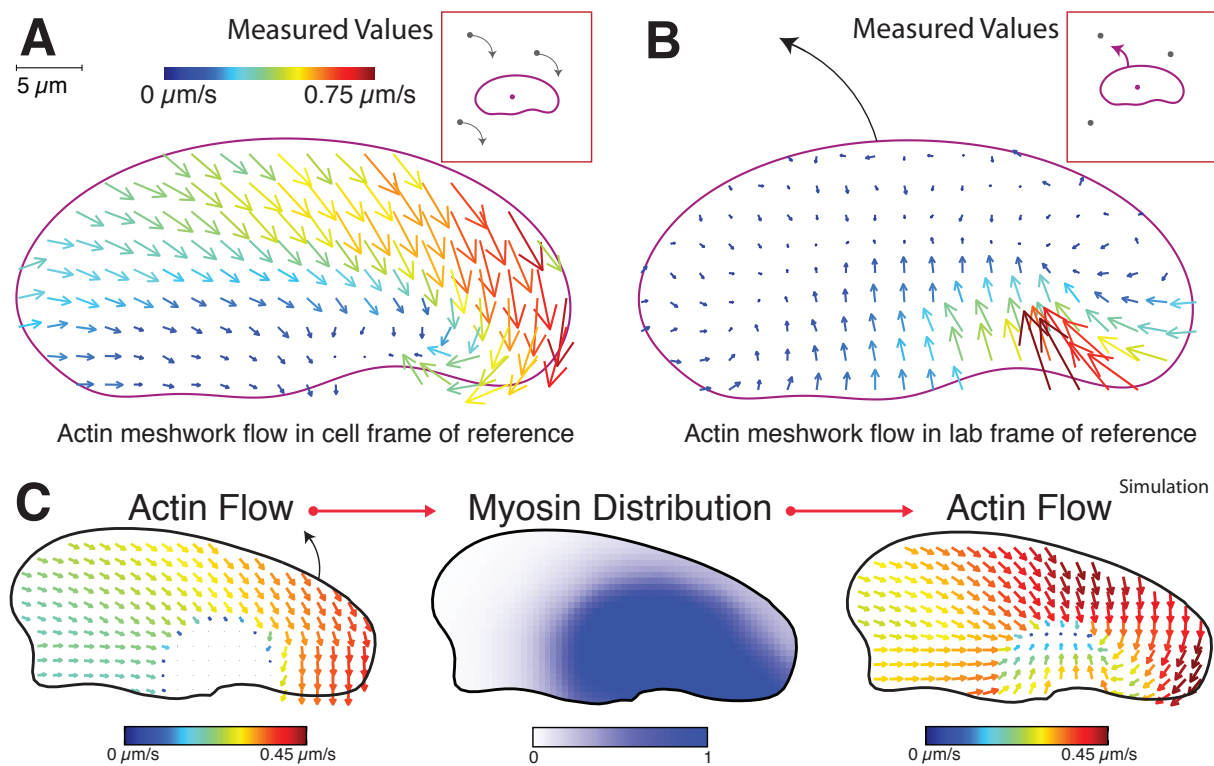 A
Measured Values
5 µm
0 µm/s
0.75 µm/s
Actin meshwork flow in cell frame of reference
B
Measured Values
Actin meshwork flow in lab frame of reference
C
Simulation
Actin Flow
Myosin Distribution
Actin Flow
0 µm/s
0.45 µm/s
0
1
0 µm/s
0.45 µm/s